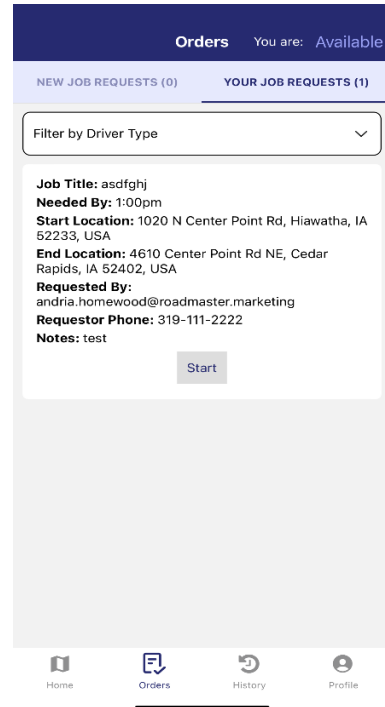 Orders You are: Available
NEW JOB REQUESTS (0) YOUR JOB REQUESTS (1)
Filter by Driver Type
Job Title: asdfghj
Needed By: 1:00pm
Start Location: 1020 N Center Point Rd, Hiawatha, IA
52233, USA
End Location: 4610 Center Point Rd NE, Cedar
Rapids, IA 52402, USA
Requested By:
andria.homewood@roadmaster.marketing
Requestor Phone: 319-111-2222
Notes: test
Start
Home Orders History Profile